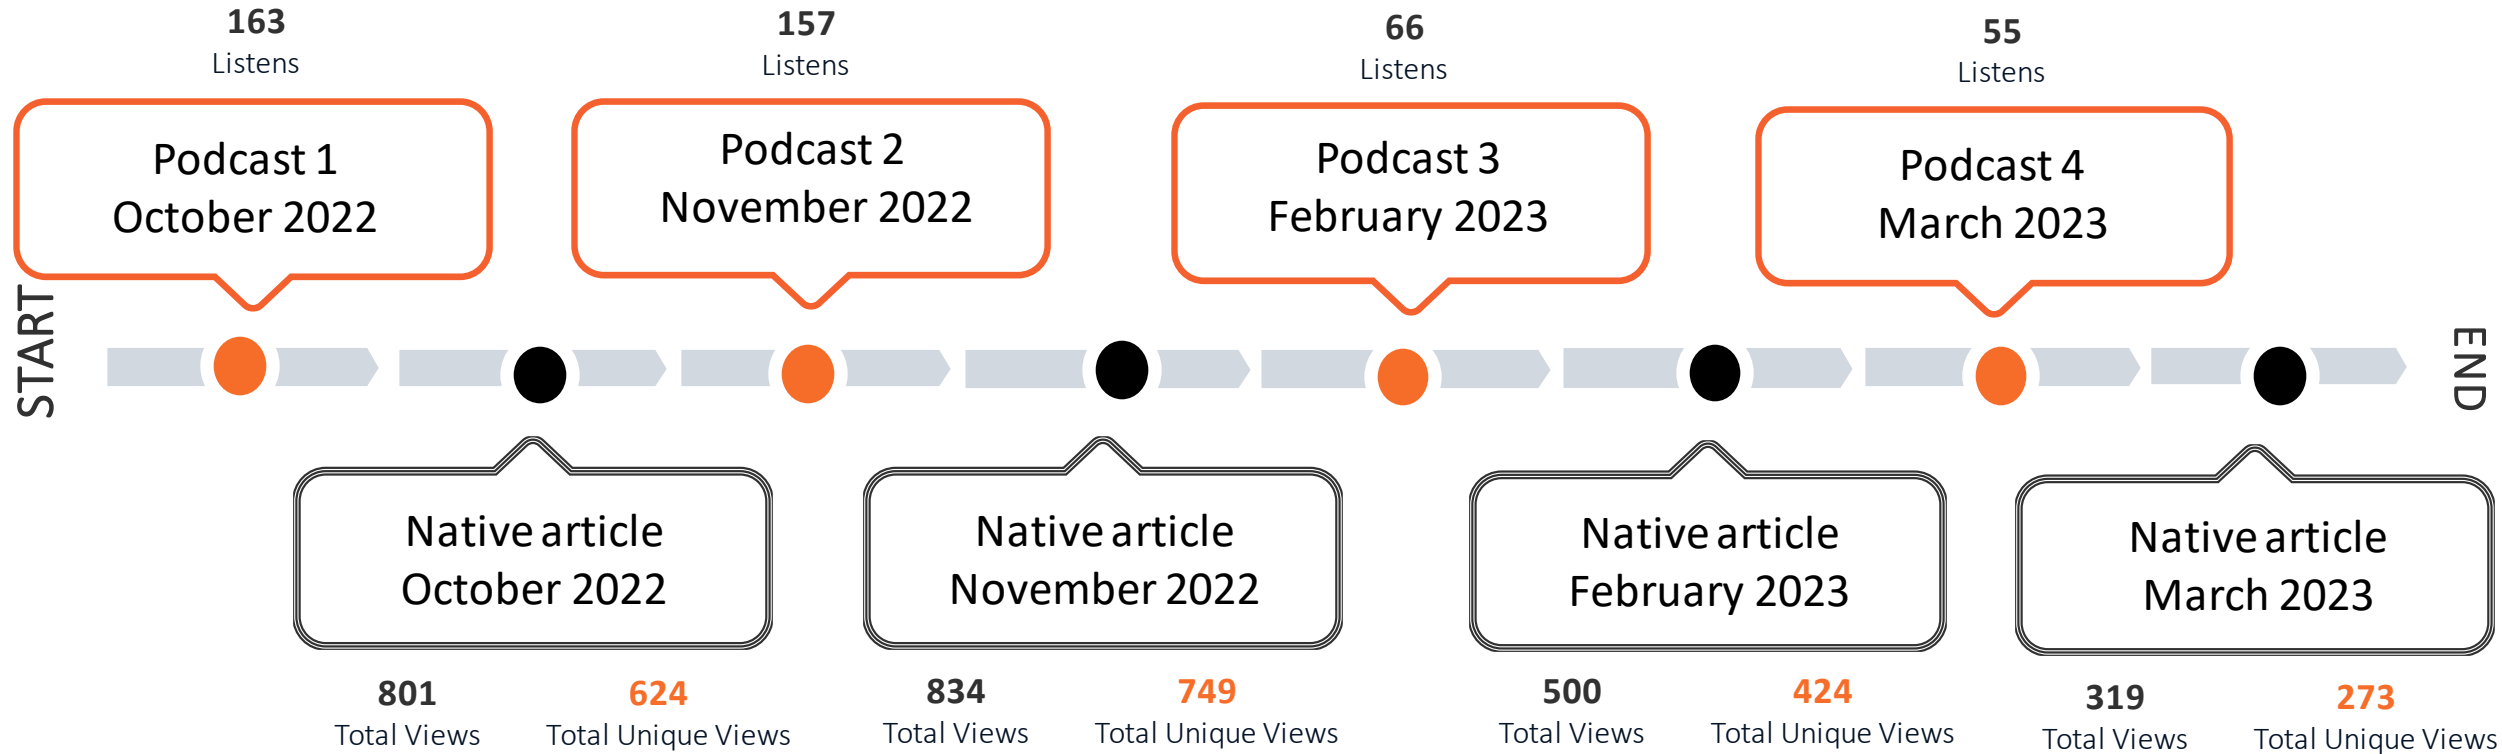 163
Listens
157
Listens
66
Listens
55
Listens
Podcast 1
October 2022
Podcast 2
November 2022
Podcast 3
February 2023
Podcast 4
March 2023
START
END
Native article
October 2022
Native article
November 2022
Native article
February 2023
Native article
March 2023
801
Total Views
624
Total Unique Views
834
Total Views
749
Total Unique Views
500
Total Views
424
Total Unique Views
319
Total Views
273
Total Unique Views